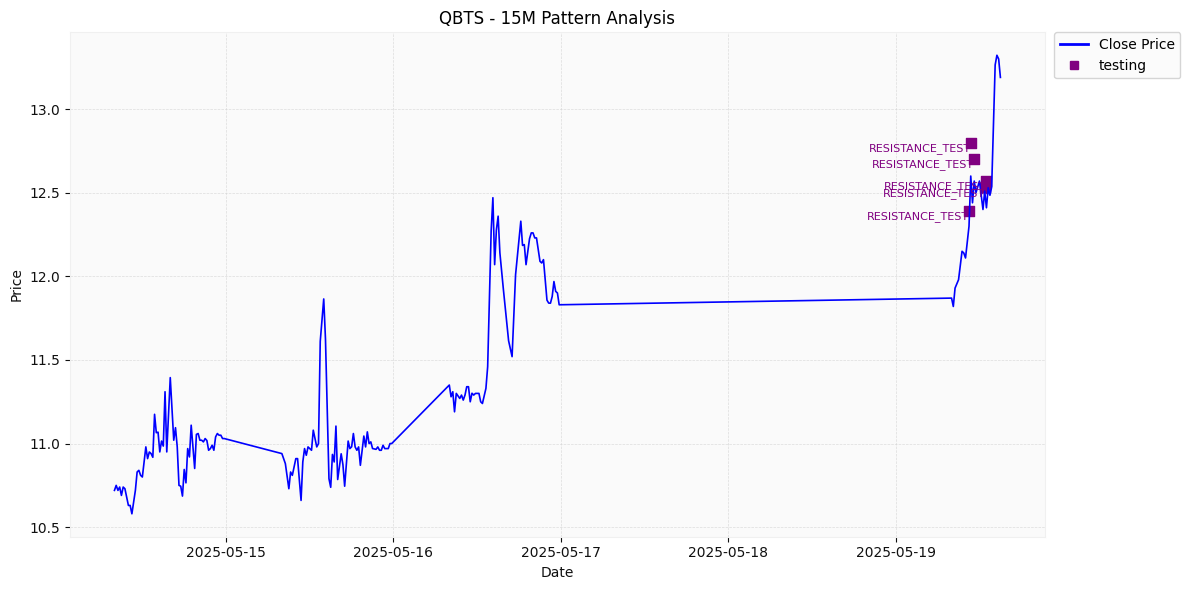 QBTS - 15M Pattern Analysis
Close Price
testing
Price
13.0
12.5
12.0
11.5
11.0
10.5
RESISTANCE_TEST
RESISTANCE_TEST
RESISTANCE_TEST
RESISTANCE_TEST
RESISTANCE_TEST
2025-05-15
2025-05-16
2025-05-17
2025-05-18
2025-05-19
Date